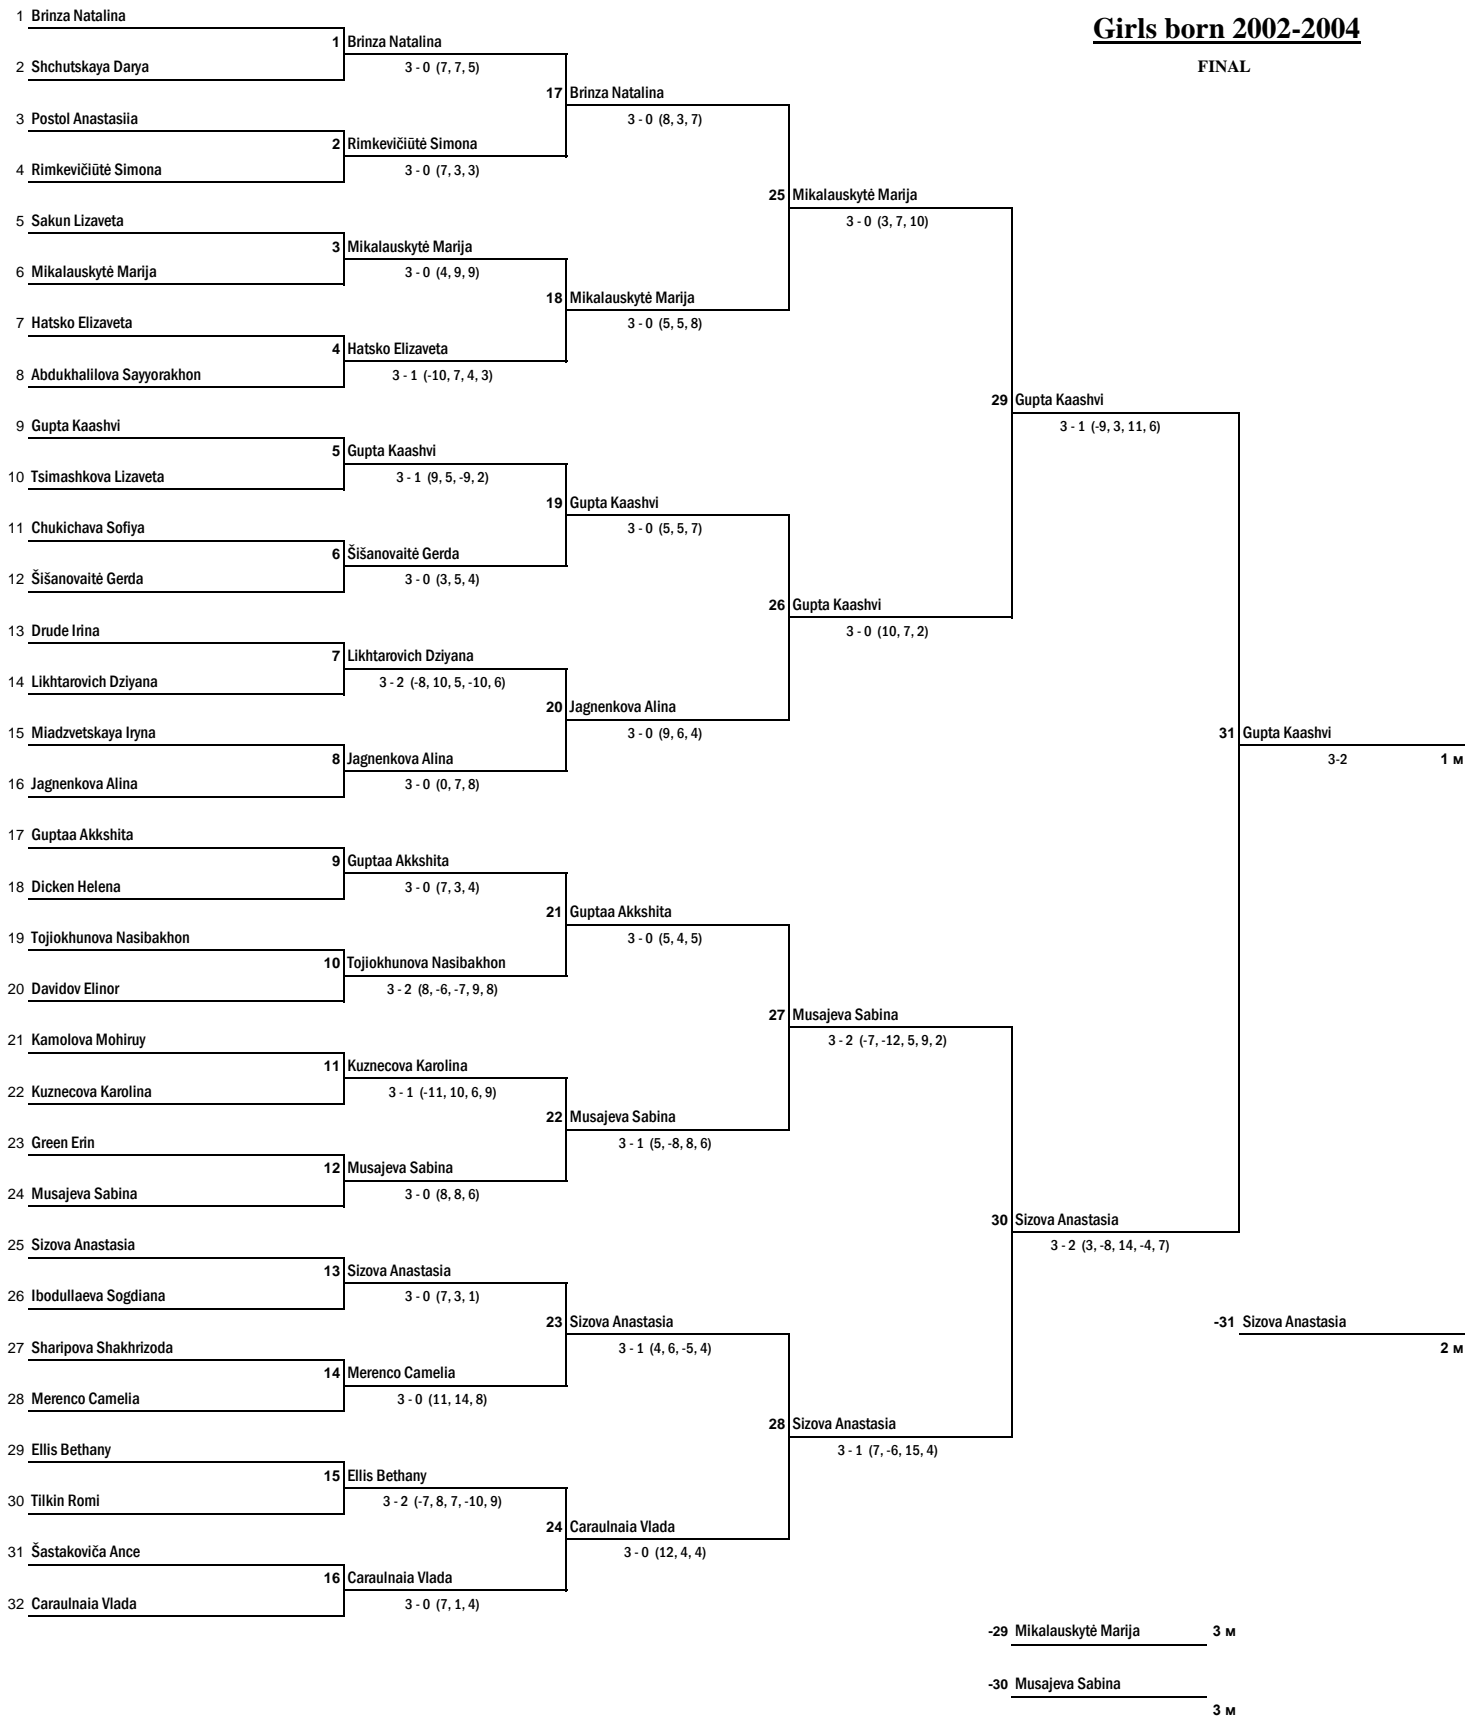 Girls born 2002-2004
FINAL
1 Brinza Natalina
1 Brinza Natalina
2 Shchutskaya Darya
3 - 0 (7, 7, 5)
17 Brinza Natalina
3 Postol Anastasiia
3 - 0 (8, 3, 7)
2 Rimkevičiūtė Simona
4 Rimkevičiūtė Simona
3 - 0 (7, 3, 3)
25 Mikalauskytė Marija
5 Sakun Lizaveta
3 - 0 (3, 7, 10)
3 Mikalauskytė Marija
6 Mikalauskytė Marija
3 - 0 (4, 9, 9)
18 Mikalauskytė Marija
7 Hatsko Elizaveta
3 - 0 (5, 5, 8)
4 Hatsko Elizaveta
8 Abdukhalilova Sayyorakhon
3 - 1 (-10, 7, 4, 3)
29 Gupta Kaashvi
9 Gupta Kaashvi
3 - 1 (-9, 3, 11, 6)
5 Gupta Kaashvi
10 Tsimashkova Lizaveta
3 - 1 (9, 5, -9, 2)
19 Gupta Kaashvi
11 Chukichava Sofiya
3 - 0 (5, 5, 7)
6 Šišanovaitė Gerda
12 Šišanovaitė Gerda
3 - 0 (3, 5, 4)
26 Gupta Kaashvi
13 Drude Irina
3 - 0 (10, 7, 2)
7 Likhtarovich Dziyana
14 Likhtarovich Dziyana
3 - 2 (-8, 10, 5, -10, 6)
20 Jagnenkova Alina
15 Miadzvetskaya Iryna
3 - 0 (9, 6, 4)
31 Gupta Kaashvi
8 Jagnenkova Alina
3-2 1 м
16 Jagnenkova Alina
3 - 0 (0, 7, 8)
17 Guptaa Akkshita
9 Guptaa Akkshita
18 Dicken Helena
3 - 0 (7, 3, 4)
21 Guptaa Akkshita
19 Tojiokhunova Nasibakhon
3 - 0 (5, 4, 5)
10 Tojiokhunova Nasibakhon
20 Davidov Elinor
3 - 2 (8, -6, -7, 9, 8)
27 Musajeva Sabina
21 Kamolova Mohiruy
3 - 2 (-7, -12, 5, 9, 2)
11 Kuznecova Karolina
22 Kuznecova Karolina
3 - 1 (-11, 10, 6, 9)
22 Musajeva Sabina
23 Green Erin
3 - 1 (5, -8, 8, 6)
12 Musajeva Sabina
24 Musajeva Sabina
3 - 0 (8, 8, 6)
30 Sizova Anastasia
25 Sizova Anastasia
3 - 2 (3, -8, 14, -4, 7)
13 Sizova Anastasia
26 Ibodullaeva Sogdiana
3 - 0 (7, 3, 1)
23 Sizova Anastasia
-31 Sizova Anastasia
27 Sharipova Shakhrizoda
3 - 1 (4, 6, -5, 4)
2 м
14 Merenco Camelia
28 Merenco Camelia
3 - 0 (11, 14, 8)
28 Sizova Anastasia
29 Ellis Bethany
3 - 1 (7, -6, 15, 4)
15 Ellis Bethany
30 Tilkin Romi
3 - 2 (-7, 8, 7, -10, 9)
24 Caraulnaia Vlada
31 Šastakoviča Ance
3 - 0 (12, 4, 4)
16 Caraulnaia Vlada
32 Caraulnaia Vlada
3 - 0 (7, 1, 4)
-29 Mikalauskytė Marija 3 м
-30 Musajeva Sabina
3 м